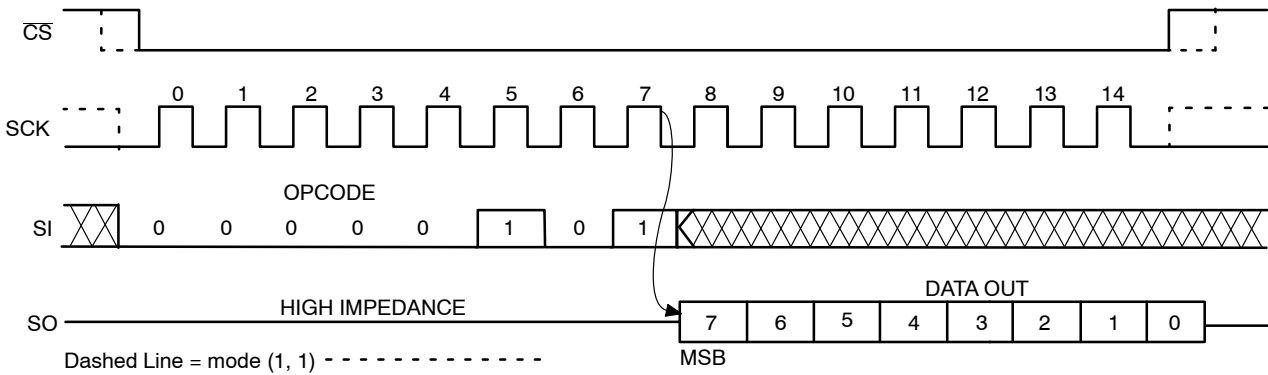 CS
0 1 2 3 4 5 6 7 8 9 10 11 12 13 14
SCK
OPCODE
SI 0 0 0 0 0 1 0 1
HIGH IMPEDANCE
DATA OUT
SO 7 6 5 4 3 2 1 0
Dashed Line = mode (1, 1)
MSB